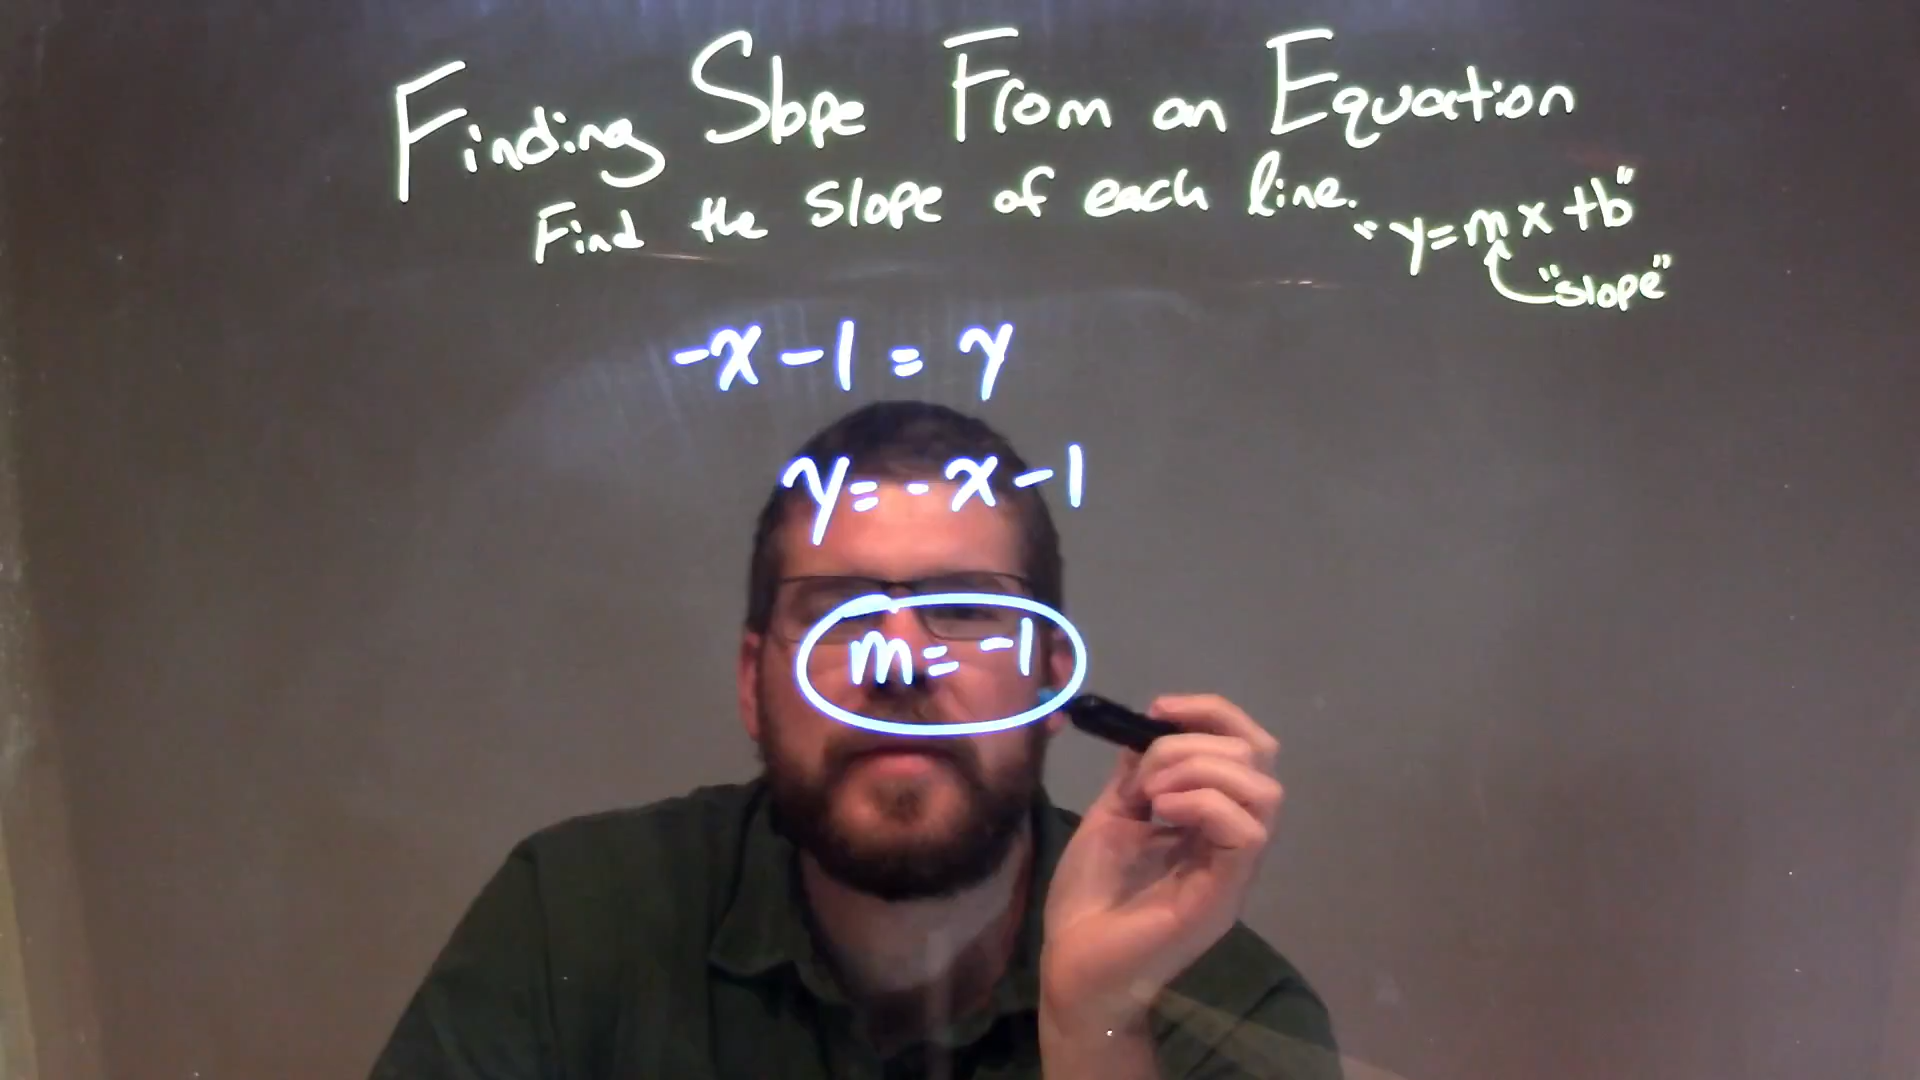 Finding Slope From an Equation
Find the slope of each line.
"y=mx+b"
"slope"
-x-1=y
y=-x-1
m=-1